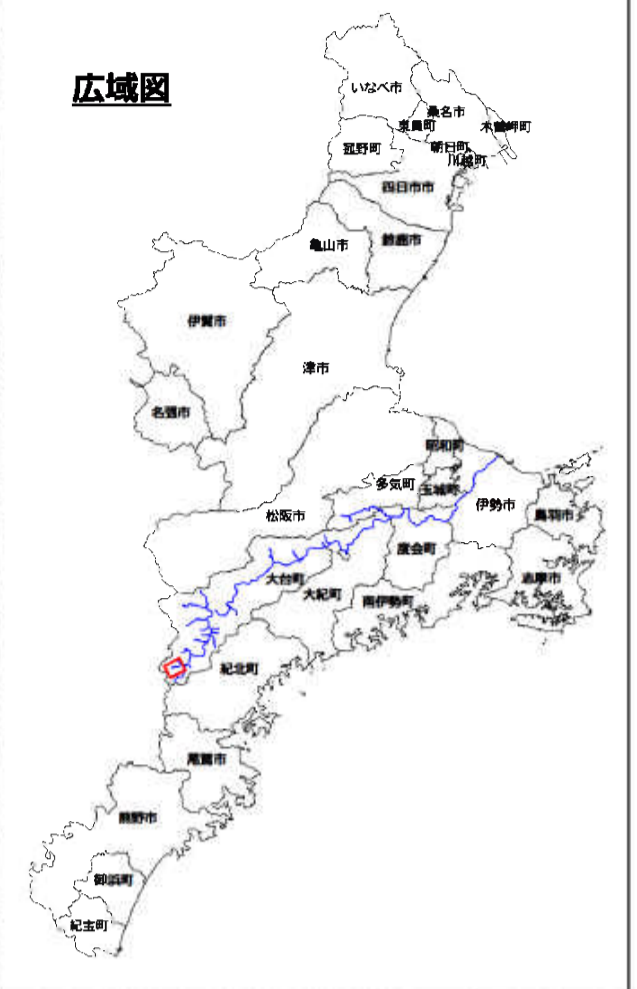 広域図
いなべ市
桑名市
東員町
木曽岬町
菰野町
朝日町
川越町
四日市市
亀山市
鈴鹿市
伊賀市
津市
名張市
明和町
多気町
玉城町
伊勢市
松阪市
鳥羽市
度会町
大台町
志摩市
大紀町
南伊勢町
紀北町
尾鷲市
熊野市
御浜町
紀宝町